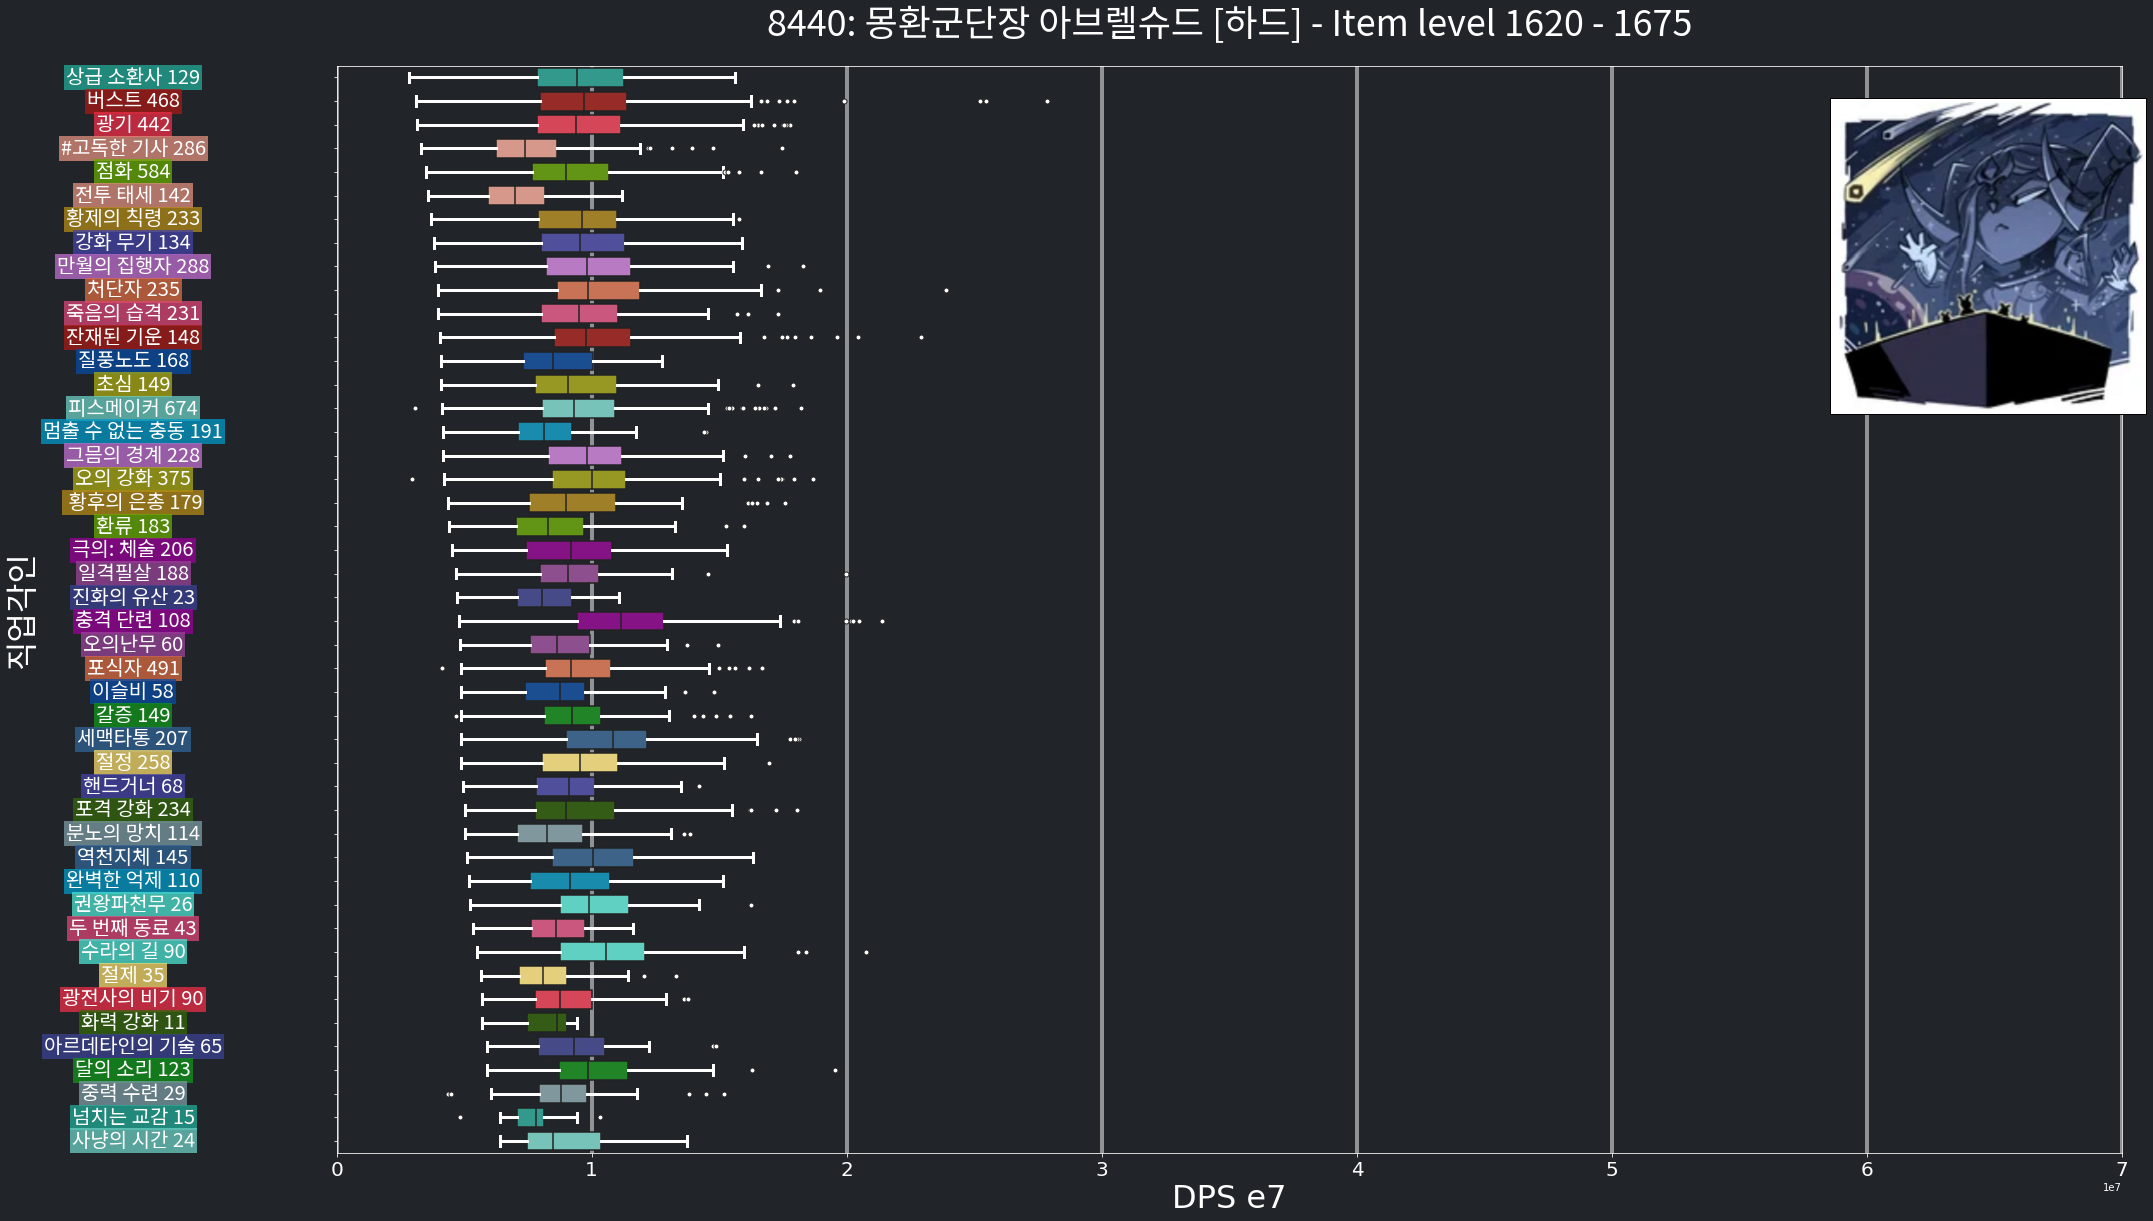 8440: 몽환군단장 아브렐슈드 [하드] - Item level 1620 - 1675
상급 소환사 129
버스트 468
광기 442
#고독한 기사 286
점화 584
전투 태세 142
황제의 칙령 233
강화 무기 134
만월의 집행자 288
처단자 235
죽음의 습격 231
잔재된 기운 148
질풍노도 168
초심 149
피스메이커 674
멈출 수 없는 충동 191
그믐의 경계 228
오의 강화 375
황후의 은총 179
환류 183
극의: 체술 206
일격필살 188
진화의 유산 23
충격 단련 108
오의난무 60
포식자 491
이슬비 58
갈증 149
세맥타통 207
절정 258
핸드거너 68
포격 강화 234
분노의 망치 114
역천지체 145
완벽한 억제 110
권왕파천무 26
두 번째 동료 43
수라의 길 90
절제 35
광전사의 비기 90
화력 강화 11
아르데타인의 기술 65
달의 소리 123
중력 수련 29
넘치는 교감 15
사냥의 시간 24
직업각인
0 1 2 3 4 5 6 7
1e7
DPS e7